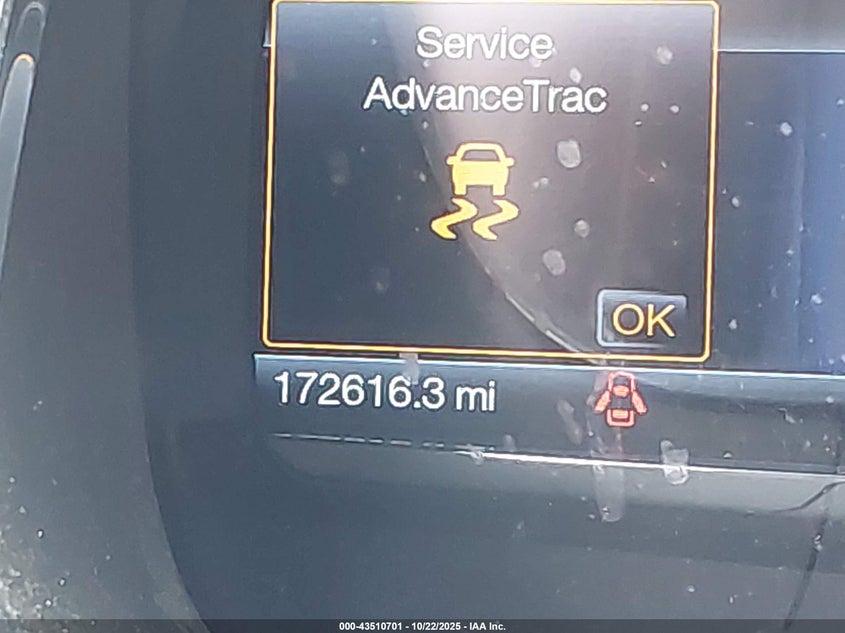 Service
AdvanceTrac
OK
172616.3 mi
000-43510701 - 10/22/2025 - IAA Inc.